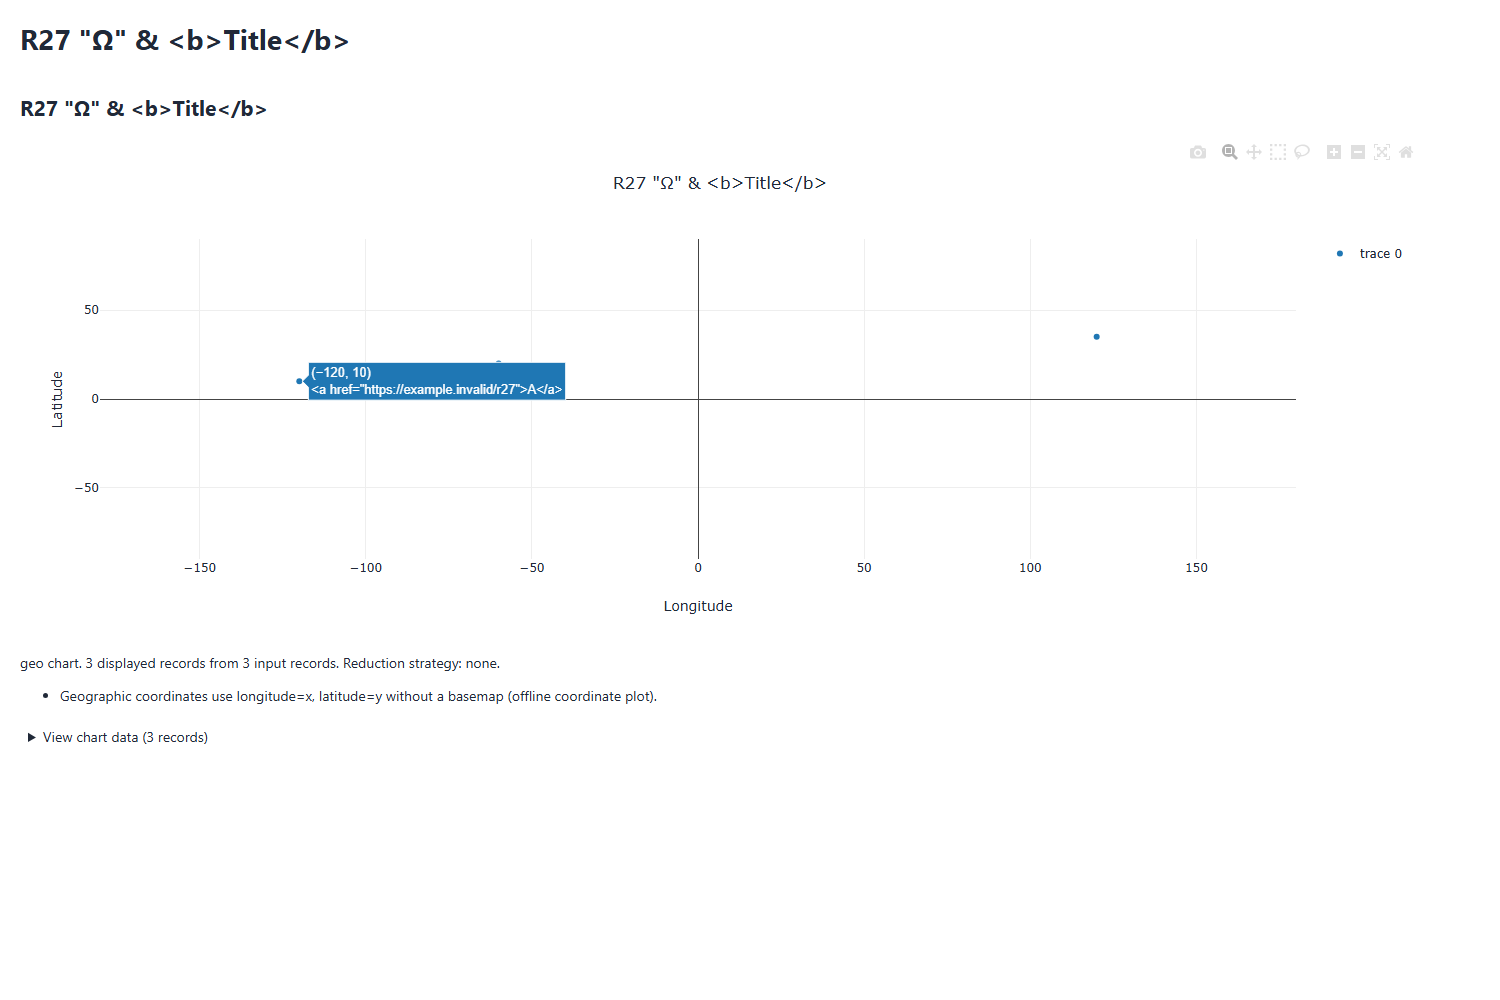 R27 "Ω" & <b>Title</b>
R27 "Ω" & <b>Title</b>
R27 "Ω" & <b>Title</b>
trace 0
50
0
−50
Latitude
(−120, 10)
<a href="https://example.invalid/r27">A</a>
−150
−100
−50
0
50
100
150
Longitude
geo chart. 3 displayed records from 3 input records. Reduction strategy: none.
• Geographic coordinates use longitude=x, latitude=y without a basemap (offline coordinate plot).
▶ View chart data (3 records)